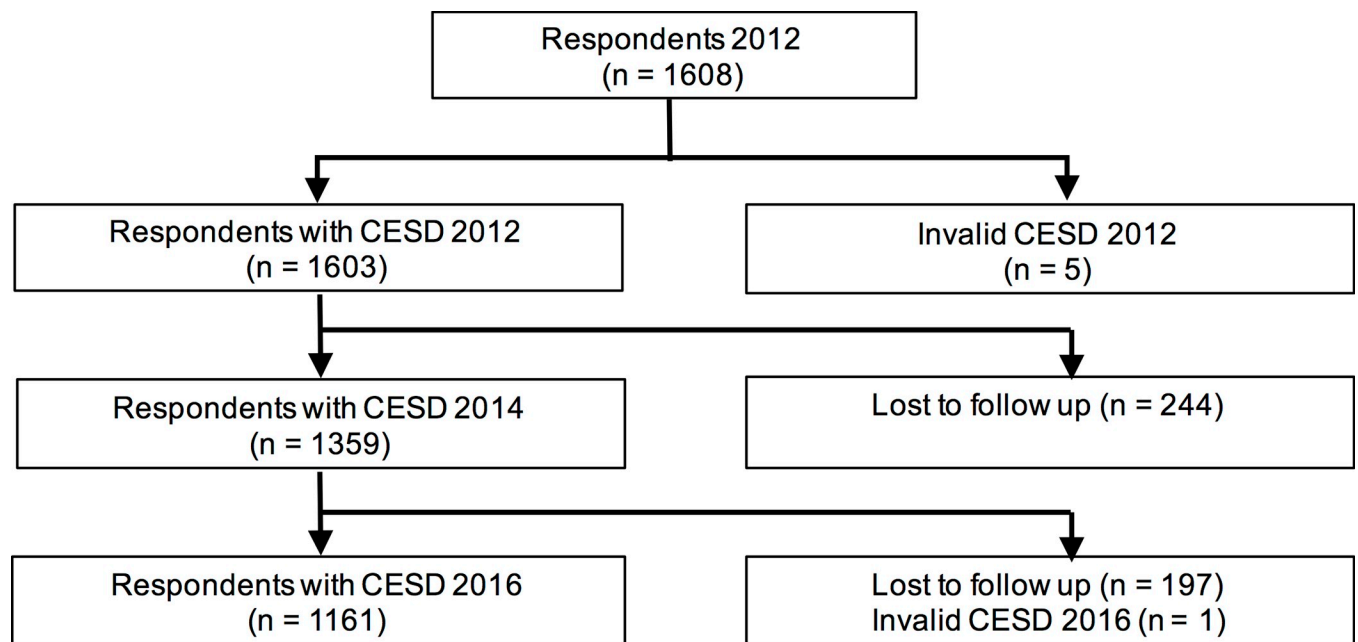 Respondents 2012
(n = 1608)
Respondents with CESD 2012
(n = 1603)
Invalid CESD 2012
(n = 5)
Respondents with CESD 2014
(n = 1359)
Lost to follow up (n = 244)
Respondents with CESD 2016
(n = 1161)
Lost to follow up (n = 197)
Invalid CESD 2016 (n = 1)